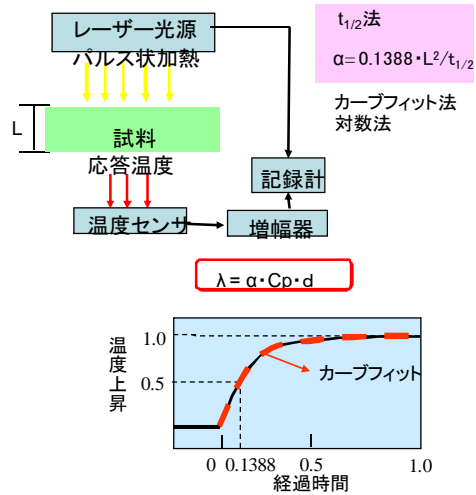 レーザー光源
パルス状加熱
t1/2法
α=0.1388・L²/t1/2
カーブフィット法
対数法
L
試料
応答温度
記録計
温度センサ
増幅器
λ= α・Cp・d
温度上昇
1.0
0.5
カーブフィット
0 0.1388 0.5 1.0
経過時間